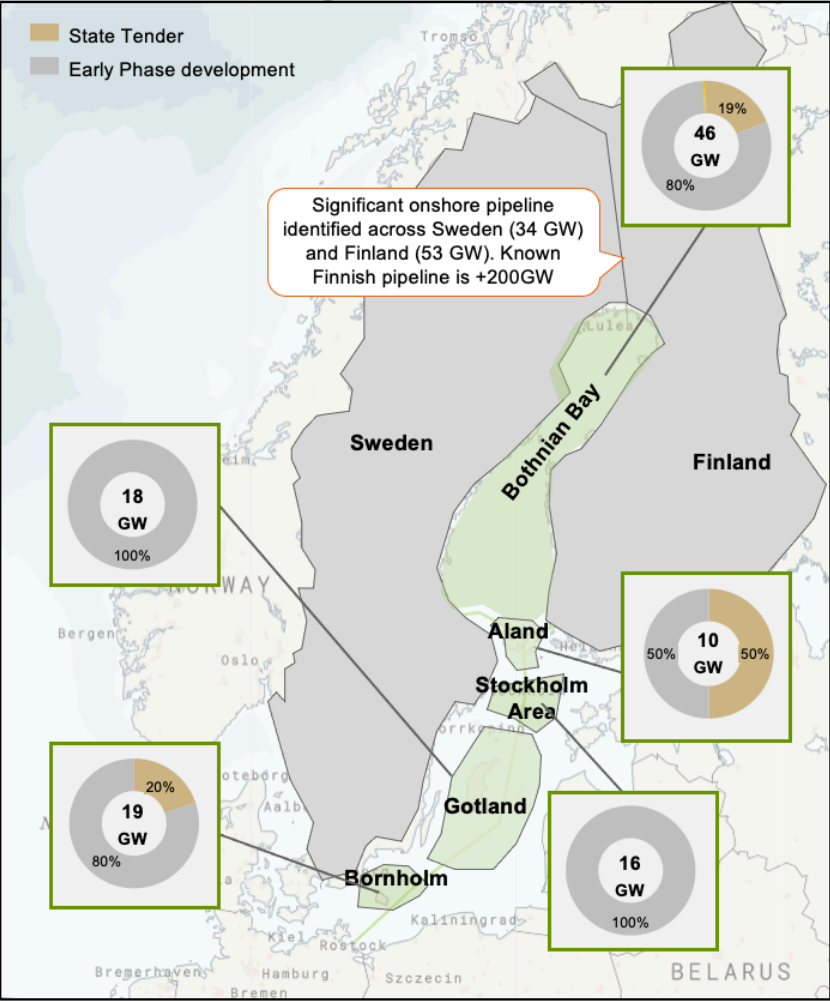 State Tender
Early Phase development
Tromsø
19%
46
GW
80%
Significant onshore pipeline
identified across Sweden (34 GW)
and Finland (53 GW). Known
Finnish pipeline is +200GW
Lulea
Bothnian Bay
Sweden
Finland
18
GW
100%
NORWAY
Bergen
Oslo
Aland
10
GW
50%
50%
Stockholm
Area
Gotland
20%
19
GW
80%
16
GW
100%
Bornholm
Kaliningrad
Kiel
Rostock
Bremerhaven
Hamburg
Szczecin
Bremen
BELARUS